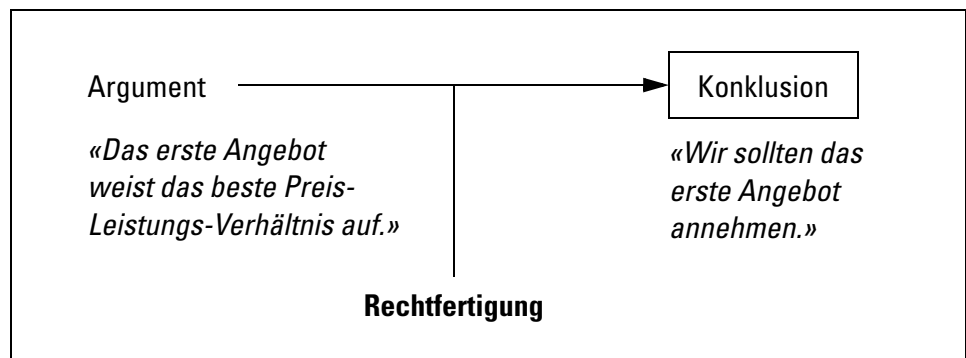 Argument
Konklusion
«Das erste Angebot
weist das beste Preis-
Leistungs-Verhältnis auf.»
«Wir sollten das
erste Angebot
annehmen.»
Rechtfertigung